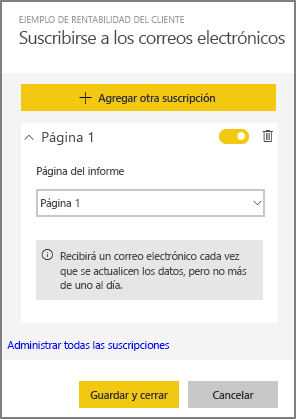 EJEMPLO DE RENTABILIDAD DEL CLIENTE
Suscribirse a los correos electrónicos
+ Agregar otra suscripción
Página 1
Página del informe
Página 1
Recibirá un correo electrónico cada vez
que se actualicen los datos, pero no más
de uno al día.
Administrar todas las suscripciones
Guardar y cerrar
Cancelar